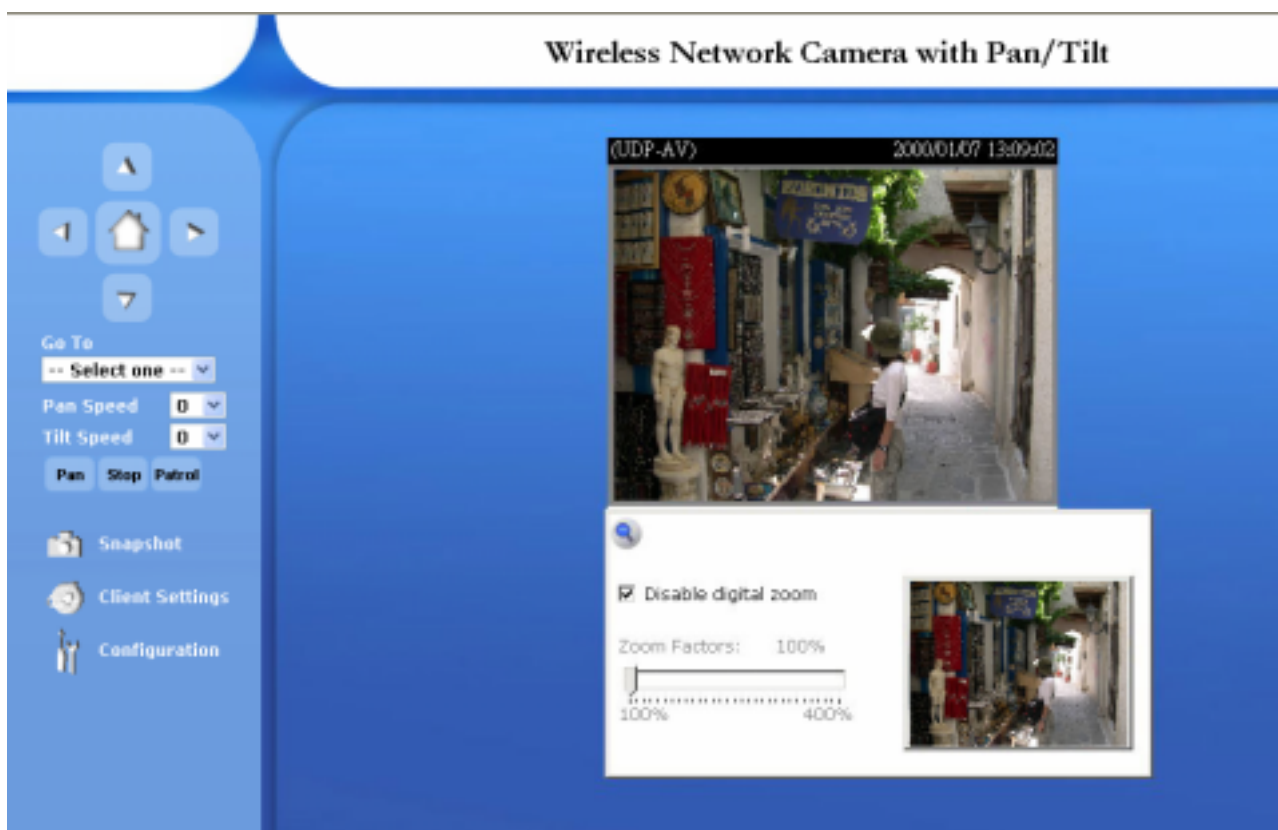 Wireless Network Camera with Pan/Tilt
(UDP-AV) 2000/01/07 13:09:02
Go To
-- Select one --
Pan Speed 0
Tilt Speed 0
Pan Stop Patrol
Snapshot
Client Settings
Configuration
Disable digital zoom
Zoom Factors: 100%
100% 400%